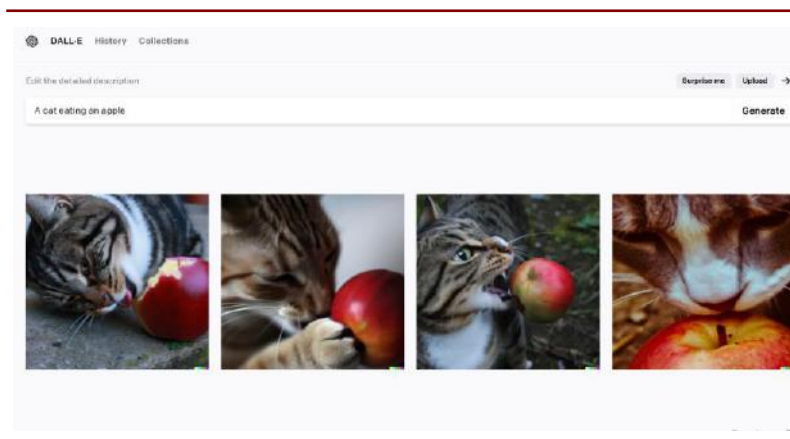 DALL·E History Collections
Edit the detailed description
Surprise me Upload →
A cat eating an apple
Generate